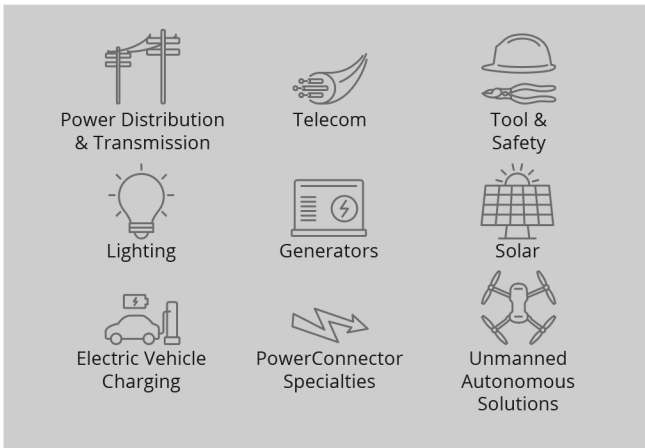 Power Distribution
& Transmission
Telecom
Tool &
Safety
Lighting
Generators
Solar
Electric Vehicle
Charging
PowerConnector
Specialties
Unmanned
Autonomous
Solutions